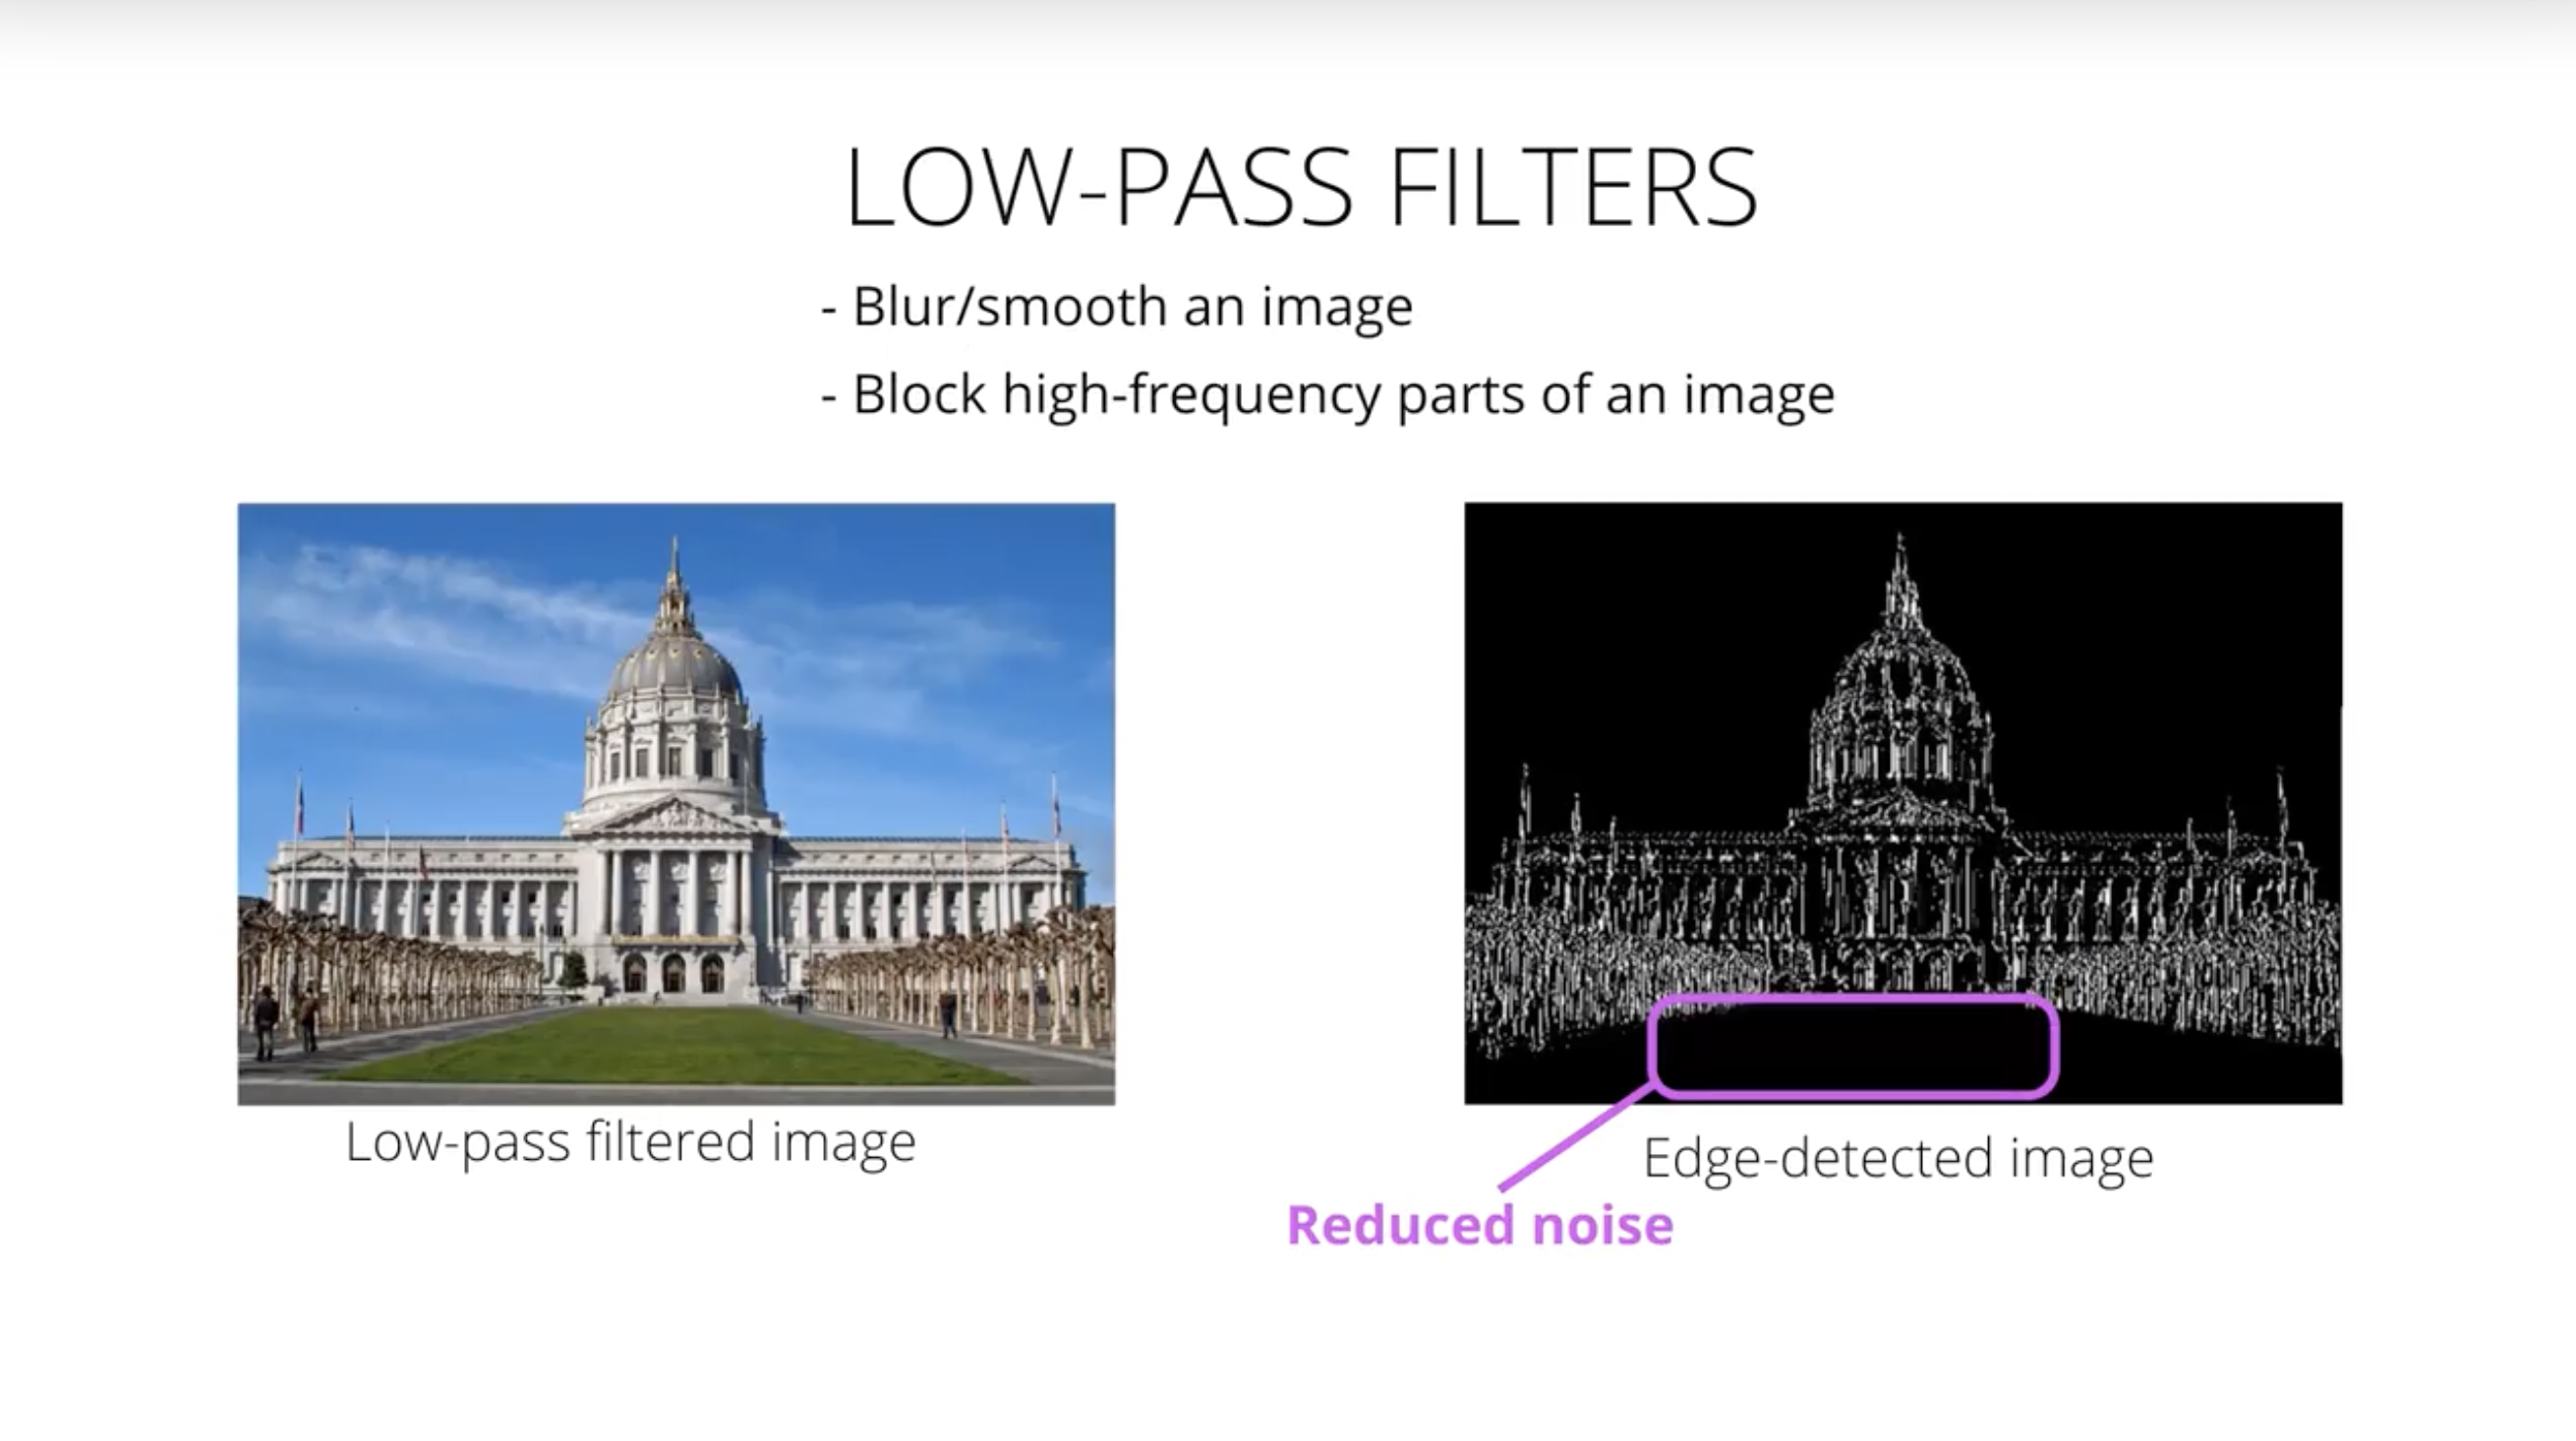 LOW-PASS FILTERS
- Blur/smooth an image
- Block high-frequency parts of an image
Low-pass filtered image
Edge-detected image
Reduced noise